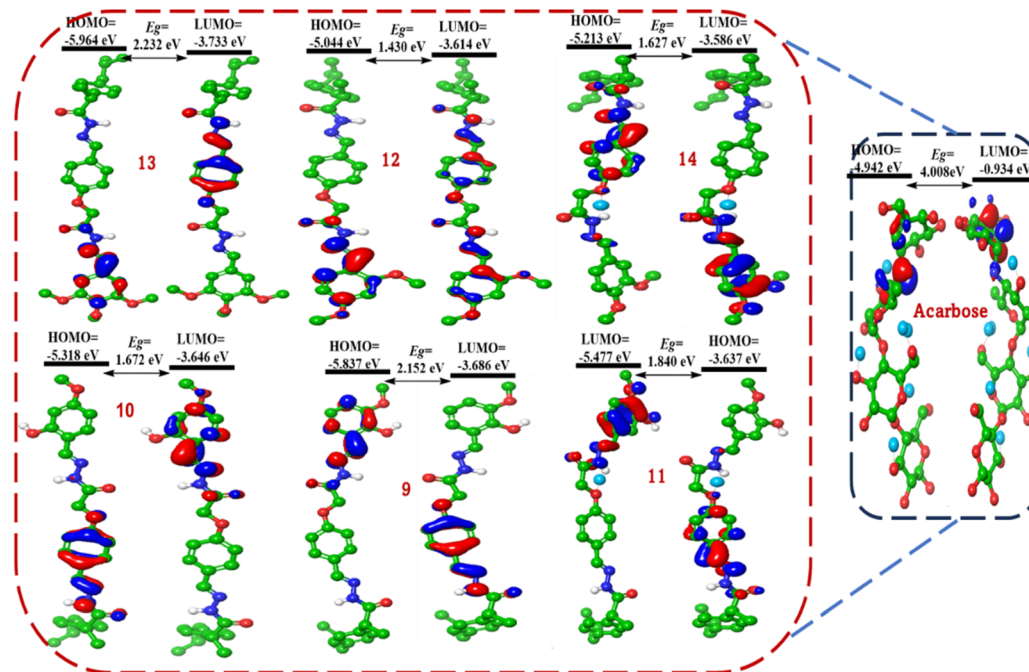 HOMO=
-5.964 eV
Eg=
2.232 eV
LUMO=
-3.733 eV
13
HOMO=
-5.044 eV
Eg=
1.430 eV
LUMO=
-3.614 eV
12
HOMO=
-5.213 eV
Eg=
1.627 eV
LUMO=
-3.586 eV
14
HOMO=
-4.942 eV
Eg=
4.008eV
LUMO=
-0.934 eV
Acarbose
HOMO=
-5.318 eV
Eg=
1.672 eV
LUMO=
-3.646 eV
10
HOMO=
-5.837 eV
Eg=
2.152 eV
LUMO=
-3.686 eV
9
LUMO=
-5.477 eV
Eg=
1.840 eV
HOMO=
-3.637 eV
11